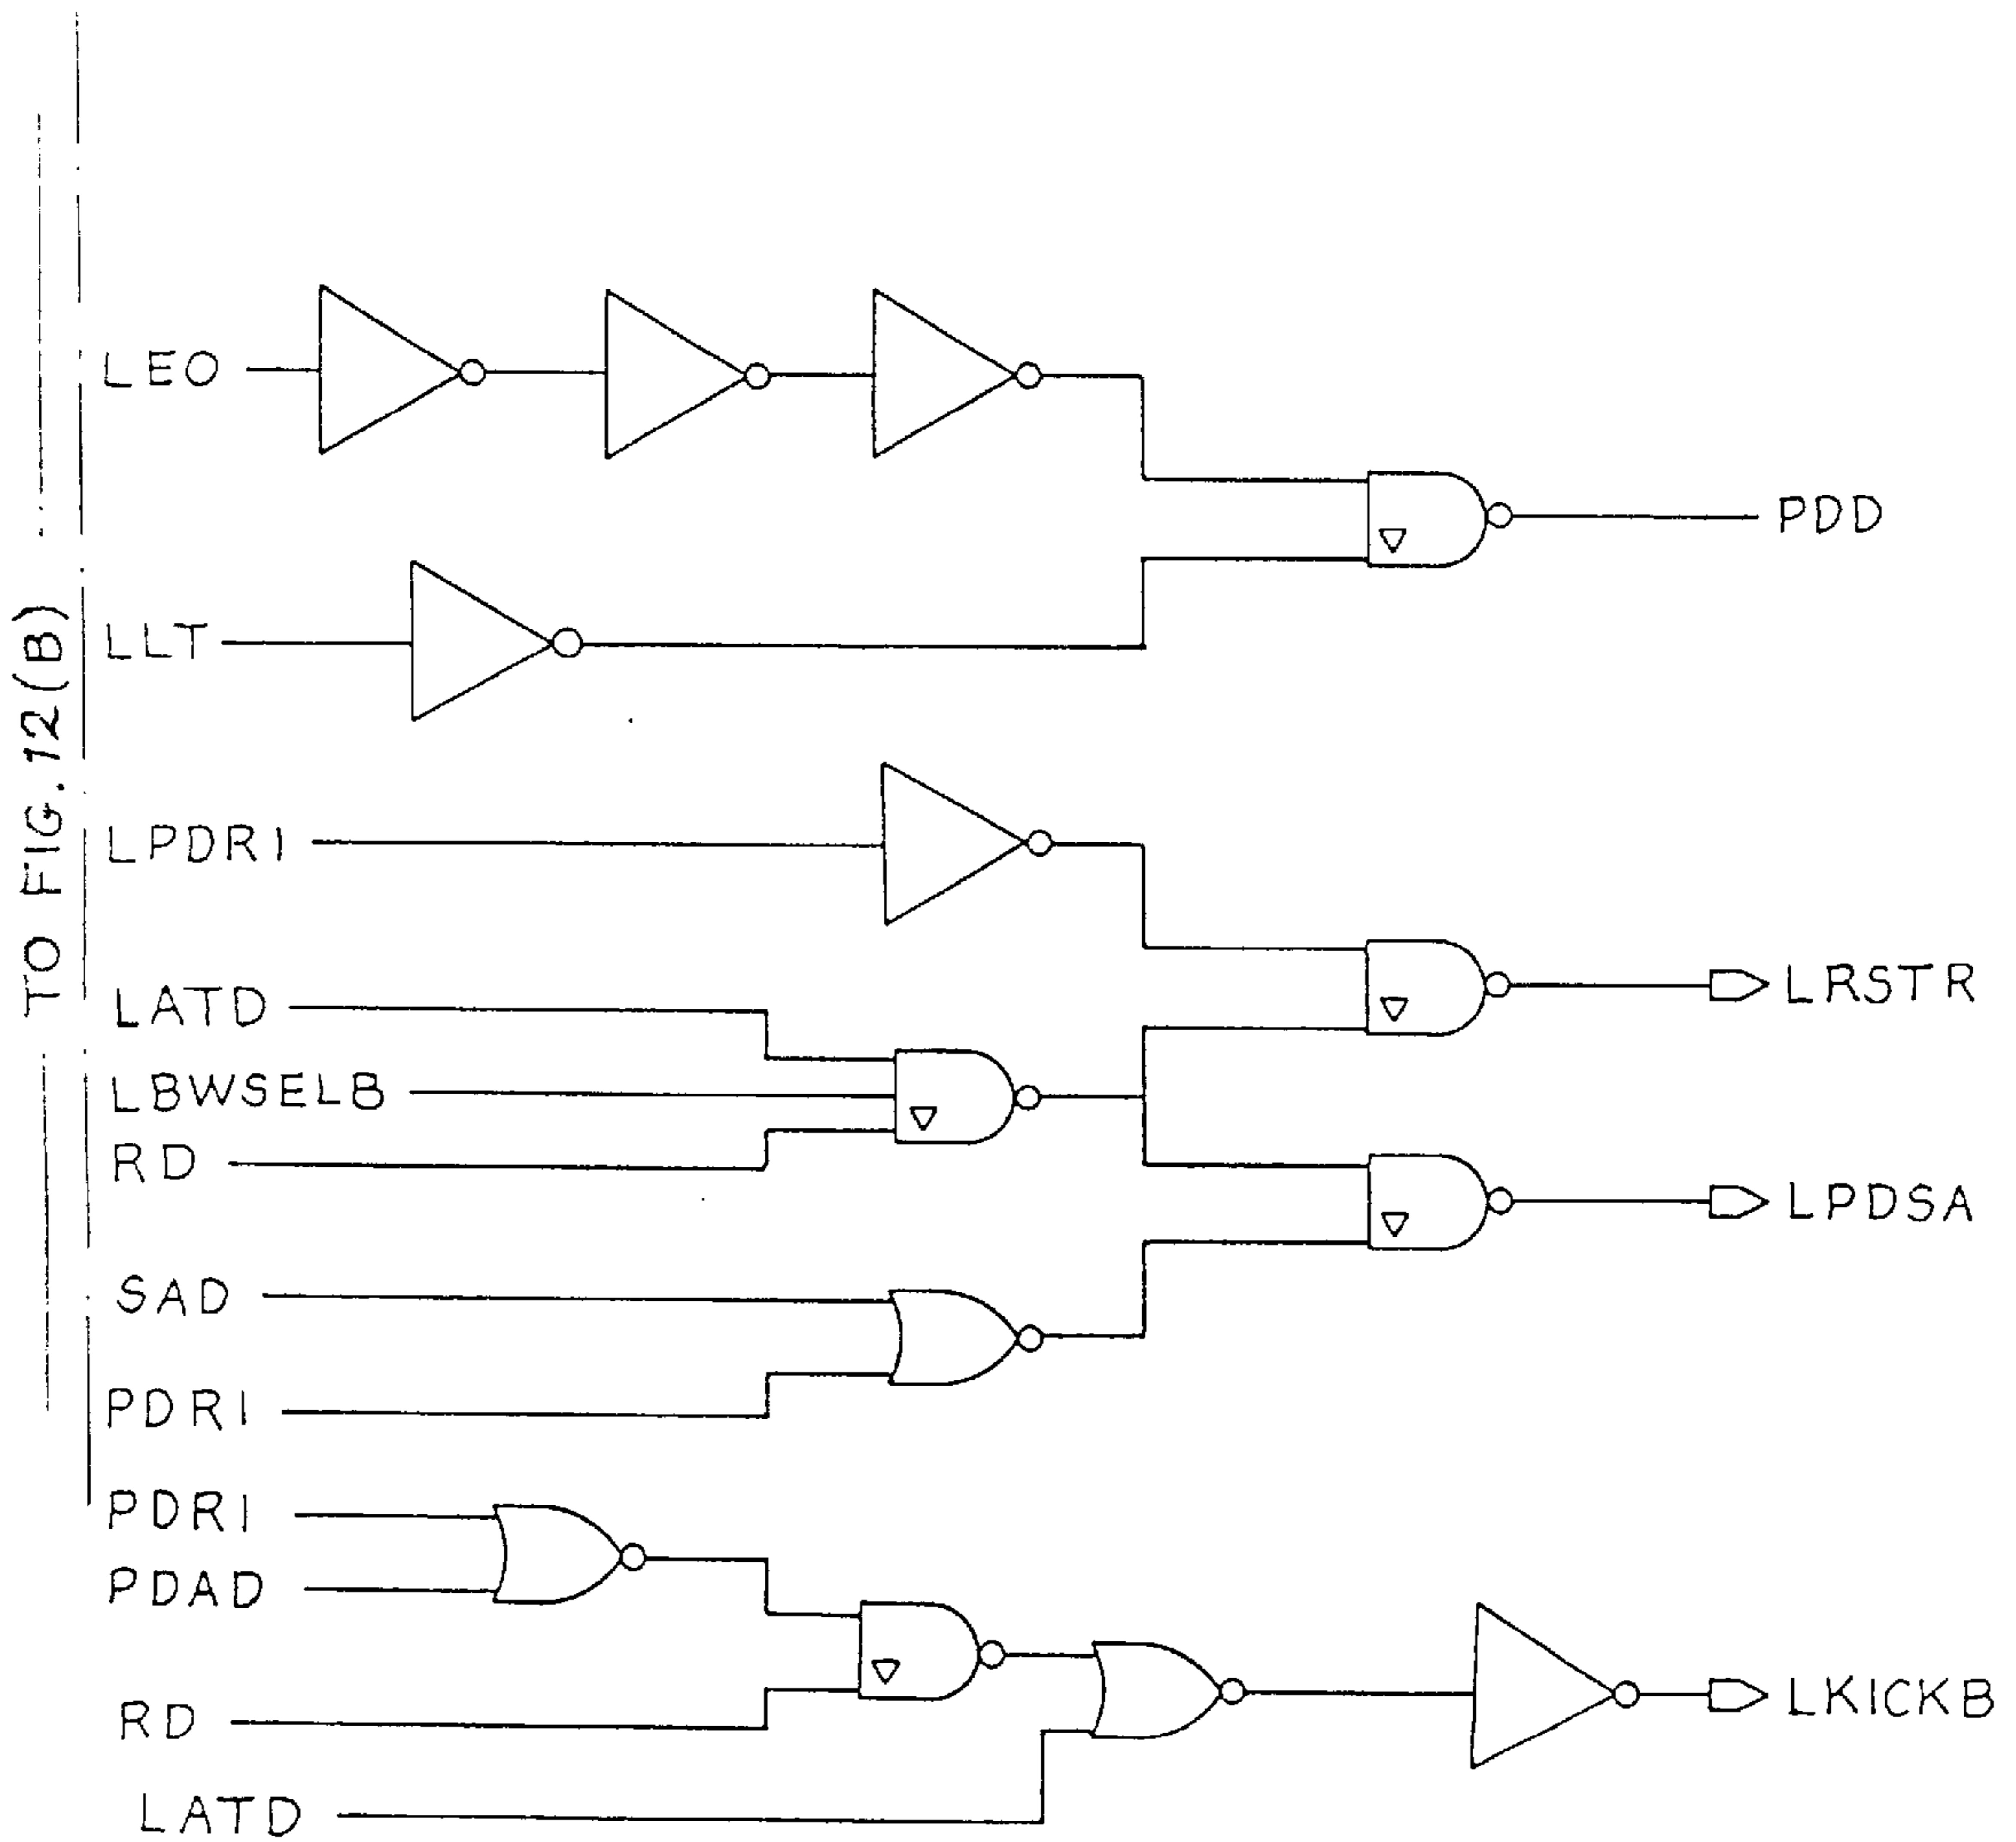 TO FIG. 12(B)
LEO
PDD
LLT
LPDR1
LATD
LRSTR
LBWSELB
RD
LPDSA
SAD
PDR1
PDR1
PDAD
RD
LKICKB
LATD